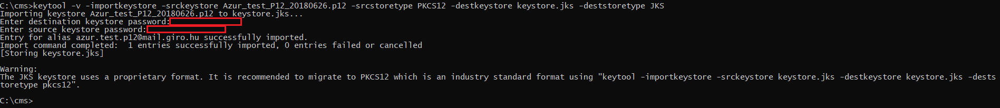 C:\cms>keytool -v -importkeystore -srckeystore Azur_test_P12_20180626.p12 -srcstoretype PKCS12 -destkeystore keystore.jks -deststoretype JKS
Importing keystore Azur_test_P12_20180626.p12 to keystore.jks...
Enter destination keystore password:
Enter source keystore password:
Entry for alias azur.test.p12@mail.giro.hu successfully imported.
Import command completed:  1 entries successfully imported, 0 entries failed or cancelled
[Storing keystore.jks]
Warning:
The JKS keystore uses a proprietary format. It is recommended to migrate to PKCS12 which is an industry standard format using "keytool -importkeystore -srckeystore keystore.jks -destkeystore keystore.jks -dests
toretype pkcs12".
C:\cms>